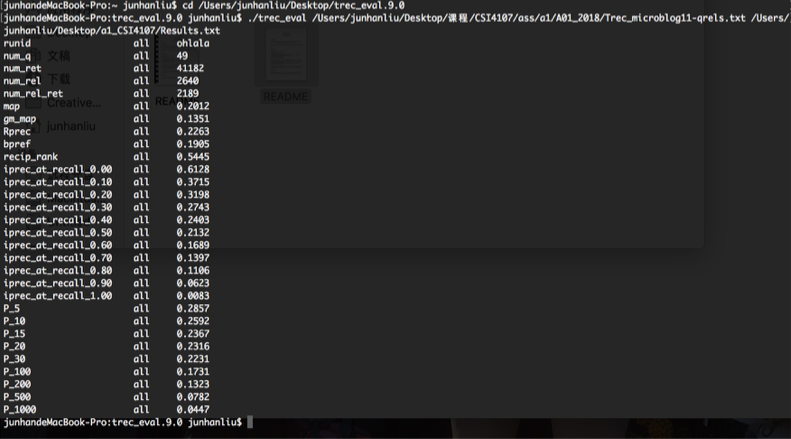 junhandeMacBook-Pro:~ junhanliu$ cd /Users/junhanliu/Desktop/trec_eval.9.0
junhandeMacBook-Pro:trec_eval.9.0 junhanliu$ ./trec_eval /Users/junhanliu/Desktop/课程/CSI4107/ass/a1/A01_2018/Trec_microblog11-qrels.txt /Users/
junhanliu/Desktop/a1_CSI4107/Results.txt
runid all ohlala
num_q all 49
num_ret all 41182
num_rel all 2640
num_rel_ret all 2189
map all 0.2012
gm_map all 0.1351
Rprec all 0.2263
bpref all 0.1905
recip_rank all 0.5445
iprec_at_recall_0.00 all 0.6128
iprec_at_recall_0.10 all 0.3715
iprec_at_recall_0.20 all 0.3198
iprec_at_recall_0.30 all 0.2743
iprec_at_recall_0.40 all 0.2403
iprec_at_recall_0.50 all 0.2132
iprec_at_recall_0.60 all 0.1689
iprec_at_recall_0.70 all 0.1397
iprec_at_recall_0.80 all 0.1106
iprec_at_recall_0.90 all 0.0623
iprec_at_recall_1.00 all 0.0083
P_5 all 0.2857
P_10 all 0.2592
P_15 all 0.2367
P_20 all 0.2316
P_30 all 0.2231
P_100 all 0.1731
P_200 all 0.1323
P_500 all 0.0782
P_1000 all 0.0447
junhandeMacBook-Pro:trec_eval.9.0 junhanliu$
文稿
下载
Creative...
junhanliu
README